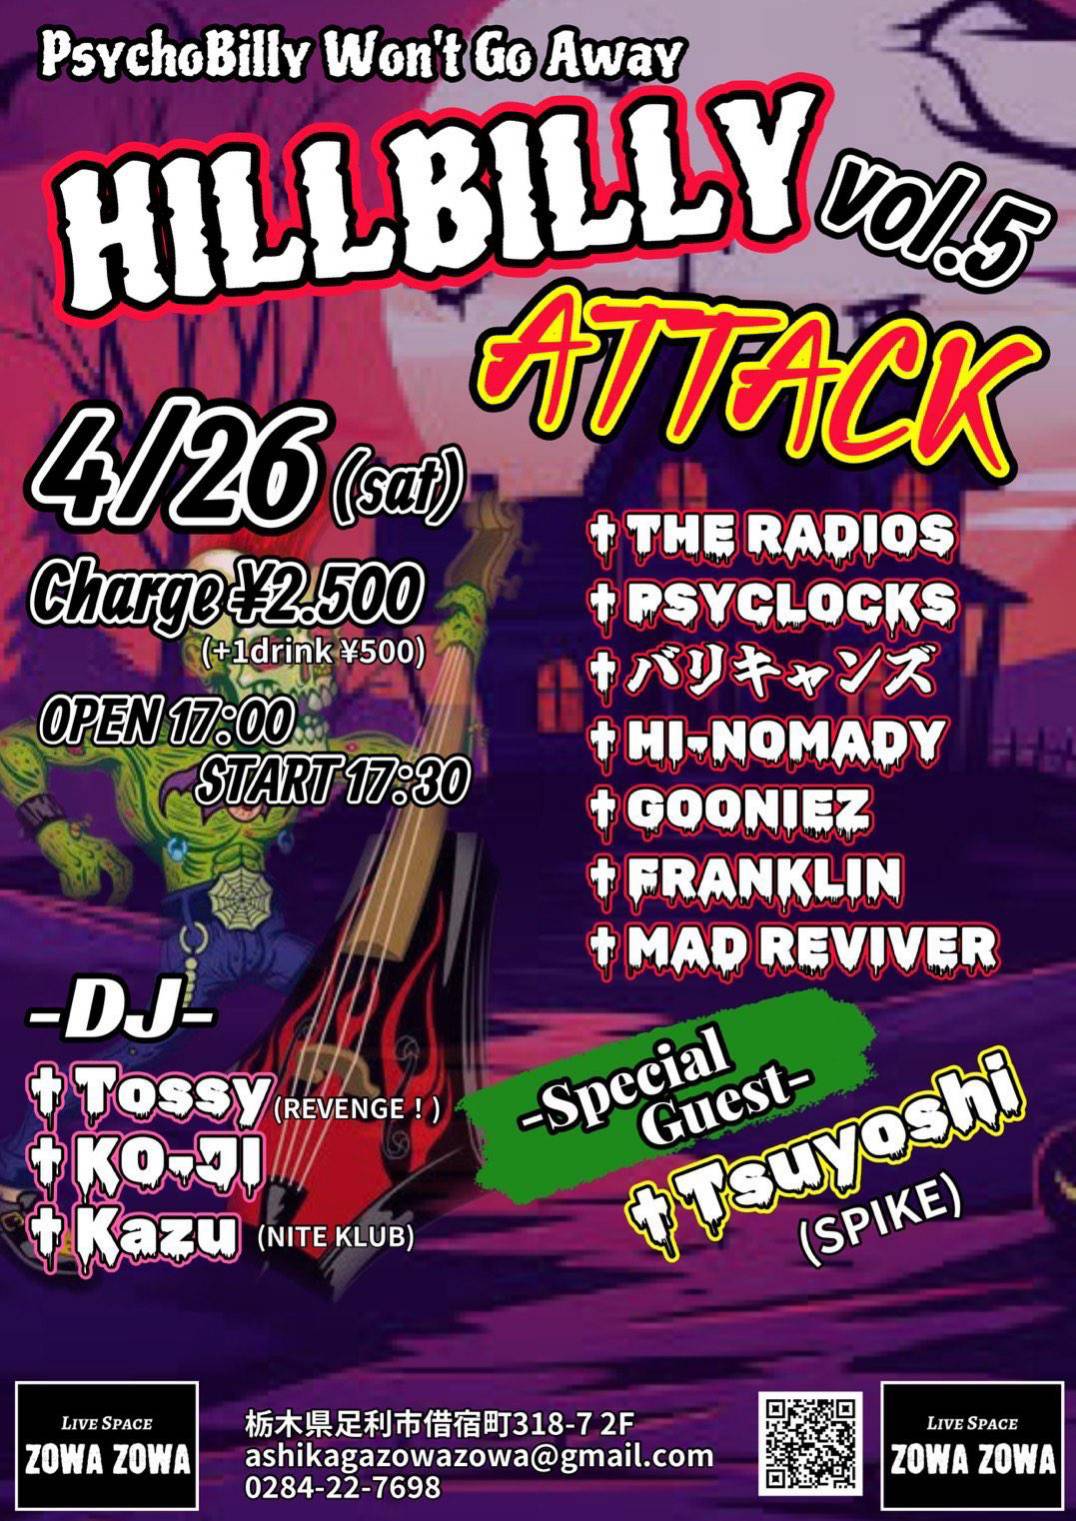 PsychoBilly Won't Go Away
HILLBILLY
vol.5
ATTACK
4/26 (sat)
Charge ¥2.500
(+1drink ¥500)
OPEN 17:00
START 17:30
† THE RADIOS
† PSYCLOCKS
† バリキャンズ
† HI-NOMADY
† GOONIEZ
† FRANKLIN
† MAD REVIVER
-DJ-
† Tossy (REVENGE！)
† KO-JI
† Kazu (NITE KLUB)
-Special
Guest-
† Tsuyoshi
(SPIKE)
LIVE SPACE
ZOWA ZOWA
栃木県足利市借宿町318-7 2F
ashikagazowazowa@gmail.com
0284-22-7698
LIVE SPACE
ZOWA ZOWA